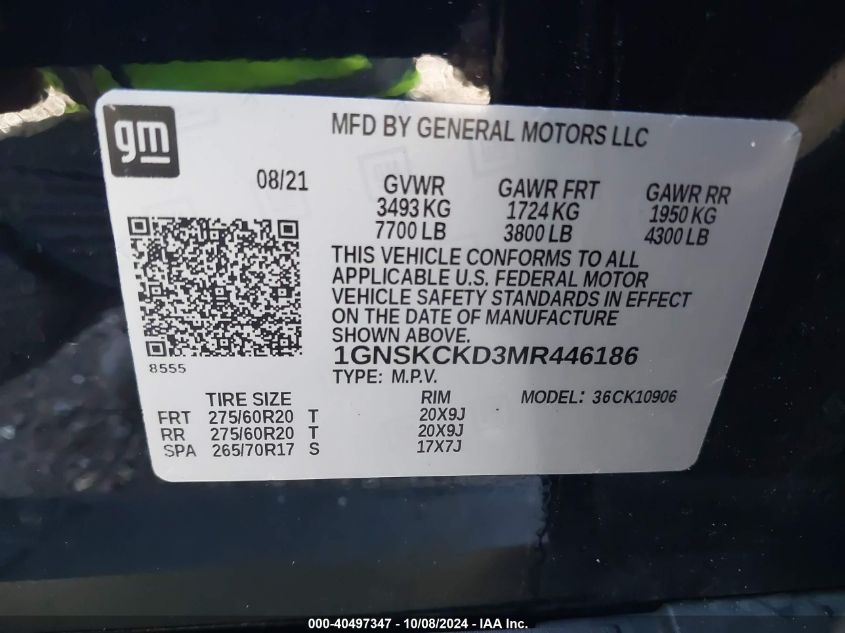 gm
MFD BY GENERAL MOTORS LLC
08/21
GVWR GAWR FRT GAWR RR
3493 KG 1724 KG 1950 KG
7700 LB 3800 LB 4300 LB
THIS VEHICLE CONFORMS TO ALL
APPLICABLE U.S. FEDERAL MOTOR
VEHICLE SAFETY STANDARDS IN EFFECT
ON THE DATE OF MANUFACTURE
SHOWN ABOVE.
8555
1GNSKCKD3MR446186
TYPE: M.P.V.
TIRE SIZE RIM MODEL: 36CK10906
FRT 275/60R20 T 20X9J
RR 275/60R20 T 20X9J
SPA 265/70R17 S 17X7J
000-40497347 - 10/08/2024 - IAA Inc.